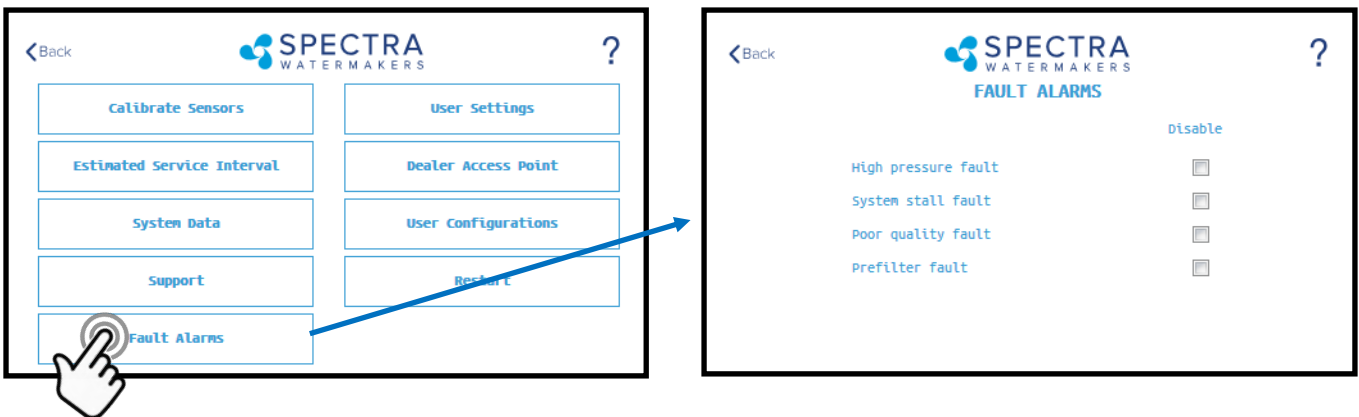 Back
SPECTRA
WATERMAKERS
?
Calibrate Sensors
User Settings
Estimated Service Interval
Dealer Access Point
System Data
User Configurations
Support
Restart
Fault Alarms
Back
SPECTRA
WATERMAKERS
?
FAULT ALARMS
Disable
High pressure fault
System stall fault
Poor quality fault
Prefilter fault